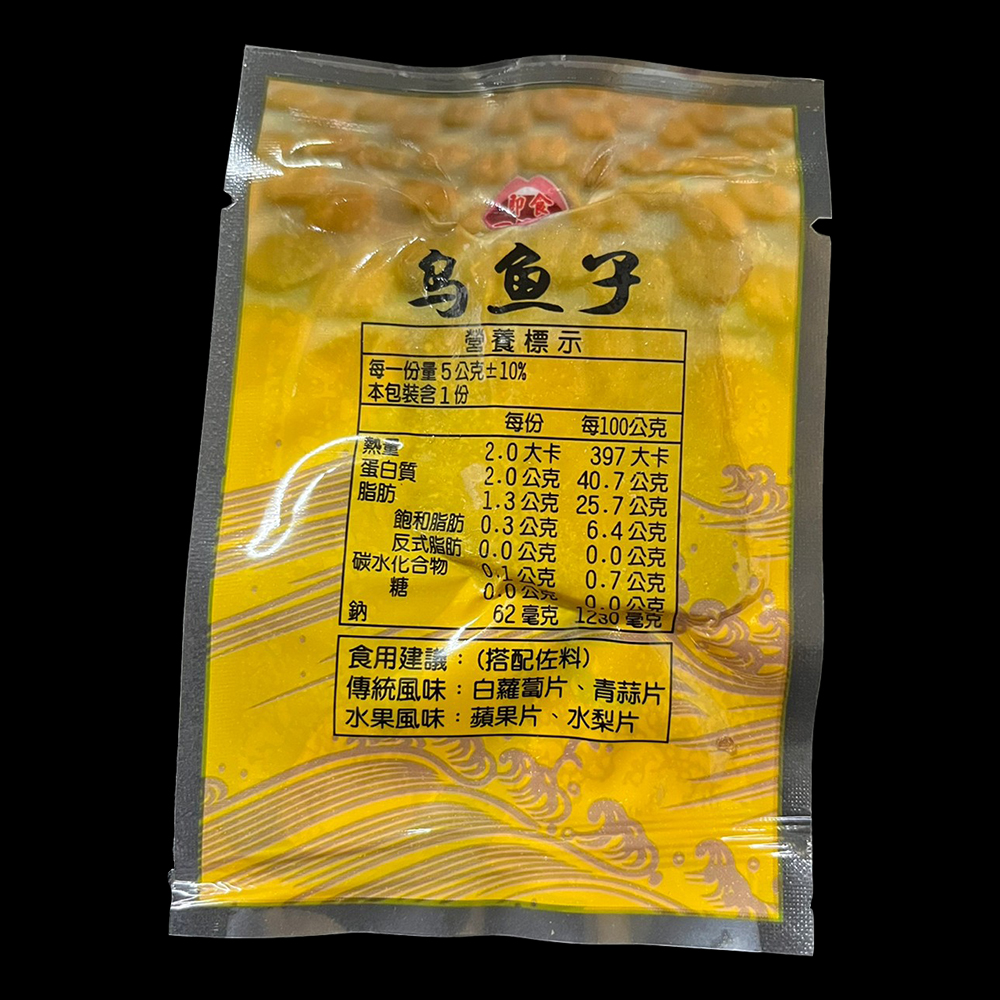 即食
乌鱼子
營養標示
每一份量5公克±10%
本包裝含1份
每份 每100公克
熱量 2.0大卡 397大卡
蛋白質 2.0公克 40.7公克
脂肪 1.3公克 25.7公克
飽和脂肪 0.3公克 6.4公克
反式脂肪 0.0公克 0.0公克
碳水化合物 0.1公克 0.7公克
糖 0.0公克 0.0公克
鈉 62毫克 毫克
食用建議：(搭配佐料)
傳統風味：白蘿蔔片、青蒜片
水果風味：蘋果片、水梨片